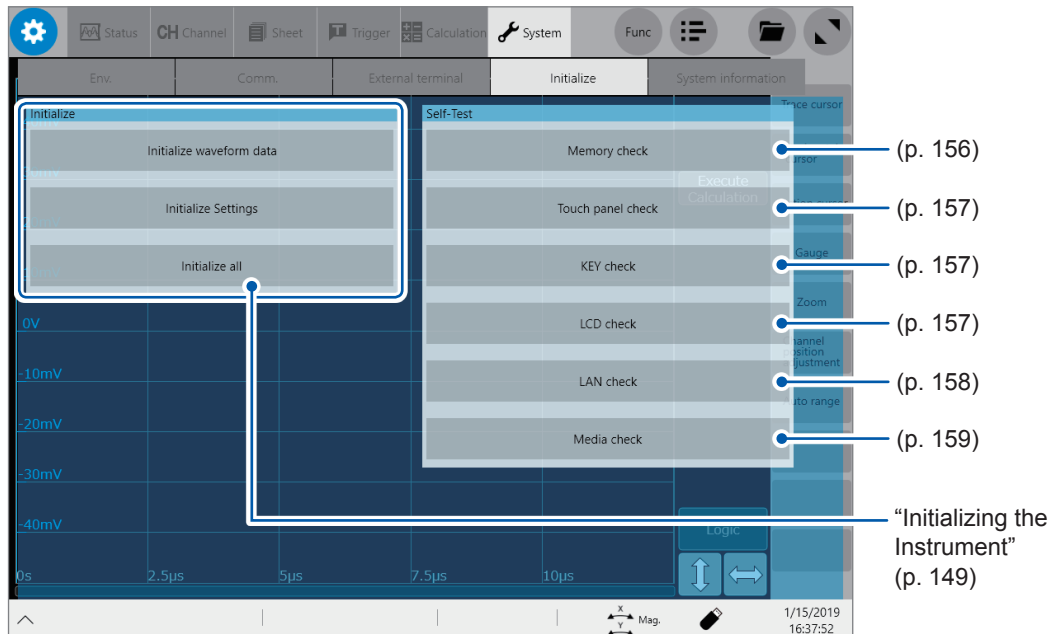 Status
CH Channel
Sheet
Trigger
Calculation
System
Func
Env.
Comm.
External terminal
Initialize
System information
Initialize
Initialize waveform data
Initialize Settings
Initialize all
Self-Test
Memory check
Touch panel check
KEY check
LCD check
LAN check
Media check
Trace cursor
Execute
Calculation
Gauge
Zoom
(p. 156)
(p. 157)
(p. 157)
(p. 157)
(p. 158)
(p. 159)
"Initializing the
Instrument"
(p. 149)
0V
-10mV
-20mV
-30mV
-40mV
0s
2.5µs
5µs
7.5µs
10µs
Logic
X
Y
Mag.
1/15/2019
16:37:52